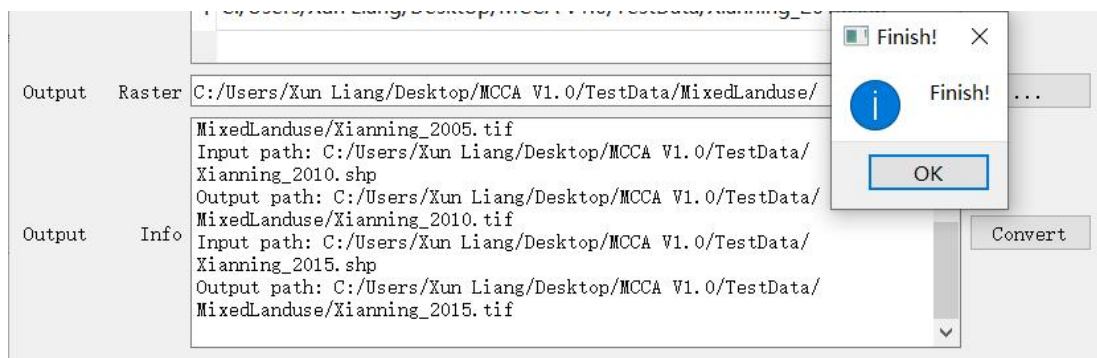 Finish!
Finish!
OK
Output Raster C:/Users/Xun Liang/Desktop/MCCA V1.0/TestData/MixedLanduse/ ...
MixedLanduse/Xianning_2005.tif
Input path: C:/Users/Xun Liang/Desktop/MCCA V1.0/TestData/
Xianning_2010.shp
Output path: C:/Users/Xun Liang/Desktop/MCCA V1.0/TestData/
MixedLanduse/Xianning_2010.tif
Output Info
Input path: C:/Users/Xun Liang/Desktop/MCCA V1.0/TestData/
Xianning_2015.shp
Output path: C:/Users/Xun Liang/Desktop/MCCA V1.0/TestData/
MixedLanduse/Xianning_2015.tif
Convert